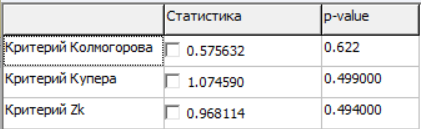 Статистика p-value
Критерий Колмогорова 0.575632 0.622
Критерий Купера 1.074590 0.499000
Критерий Zk 0.968114 0.494000